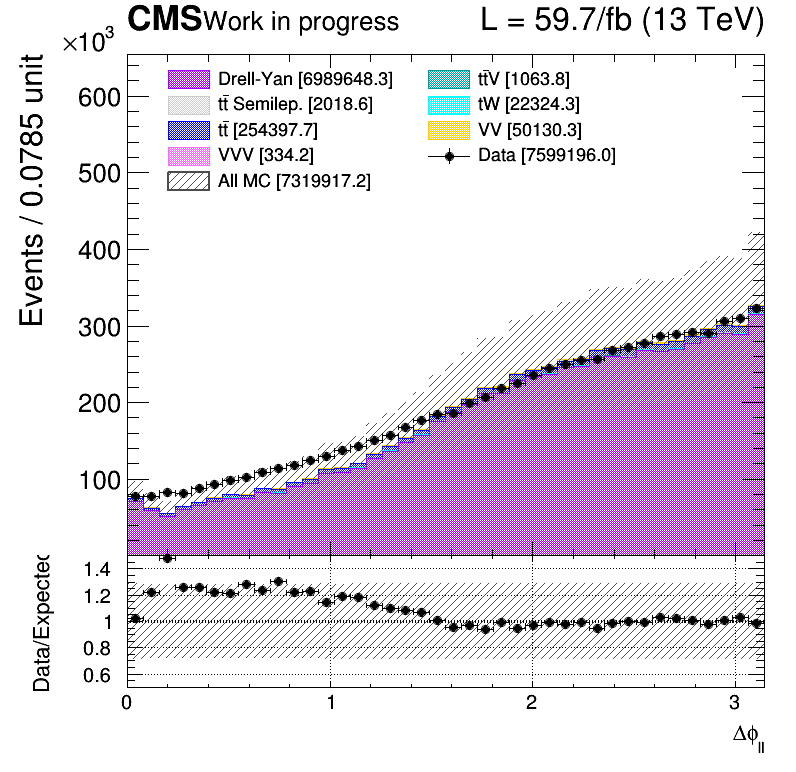 CMS Work in progress L = 59.7/fb (13 TeV)
×10³
Events / 0.0785 unit
600
500
400
300
200
100
Drell-Yan [6989648.3]
tt̄ Semilep. [2018.6]
tt̄ [254397.7]
VVV [334.2]
All MC [7319917.2]
tt̄V [1063.8]
tW [22324.3]
VV [50130.3]
Data [7599196.0]
Data/Expected
1.4
1.2
1
0.8
0.6
0 1 2 3
Δϕ_ll